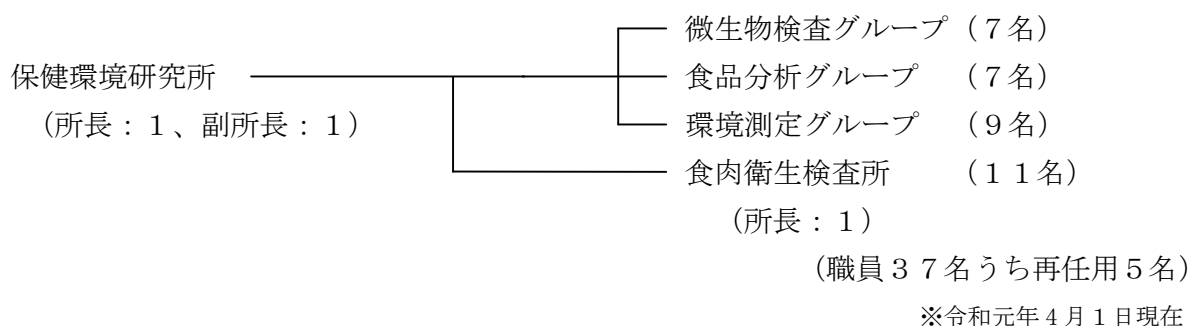 微生物検査グループ（７名）
保健環境研究所　食品分析グループ　（７名）
（所長：１、副所長：１）　環境測定グループ　（９名）
食肉衛生検査所　（１１名）
（所長：１）
（職員３７名うち再任用５名）
※令和元年４月１日現在